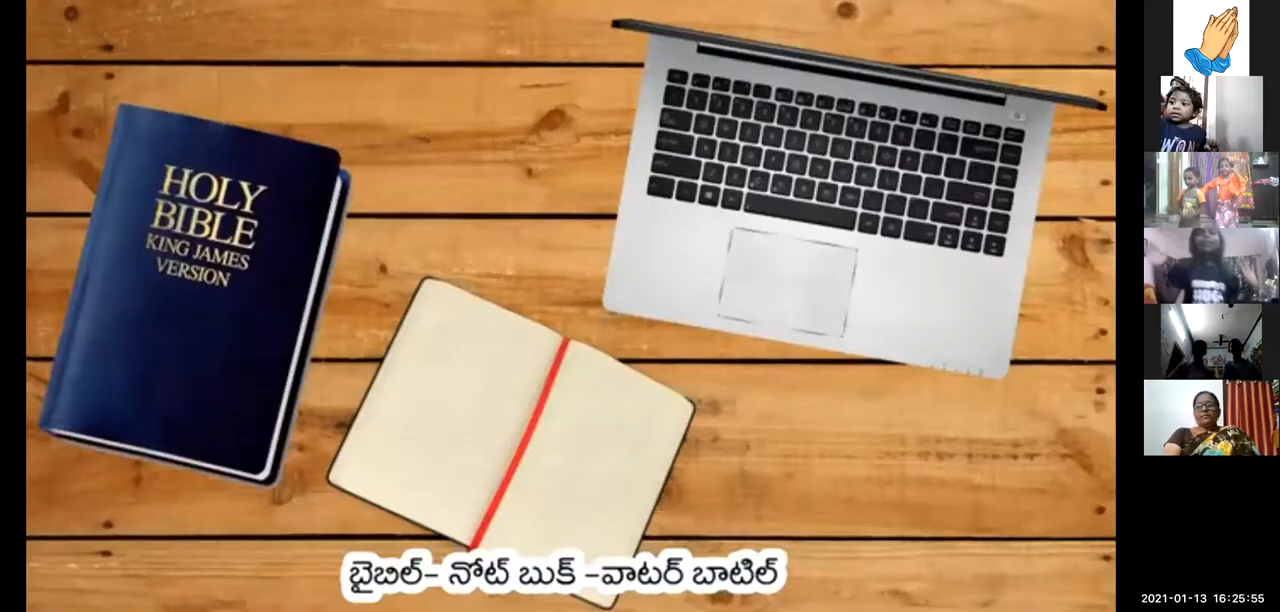 HOLY
BIBLE
KING JAMES
VERSION
బైబిల్- నోట్ బుక్ -వాటర్ బాటిల్
2021-01-13 16:25:55